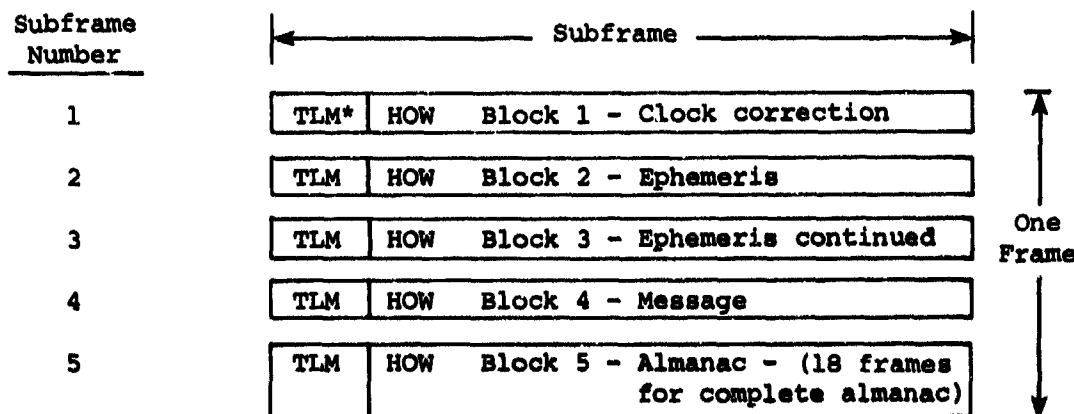 Subframe
Number
Subframe
1 TLM* HOW Block 1 - Clock correction
2 TLM HOW Block 2 - Ephemeris
3 TLM HOW Block 3 - Ephemeris continued
One
Frame
4 TLM HOW Block 4 - Message
5 TLM HOW Block 5 - Almanac - (18 frames
for complete almanac)